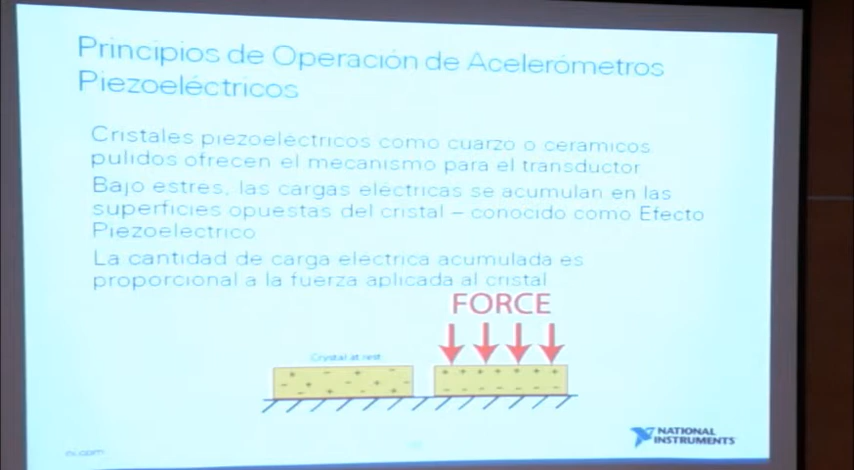 Principios de Operación de Acelerómetros
Piezoeléctricos
Cristales piezoeléctricos como cuarzo o ceramicos
pulidos ofrecen el mecanismo para el transductor
Bajo estres, las cargas eléctricas se acumulan en las
superficies opuestas del cristal – conocido como Efecto
Piezoelectrico
La cantidad de carga eléctrica acumulada es
proporcional a la fuerza aplicada al cristal
FORCE
Crystal at rest
NATIONAL
INSTRUMENTS
ni.com